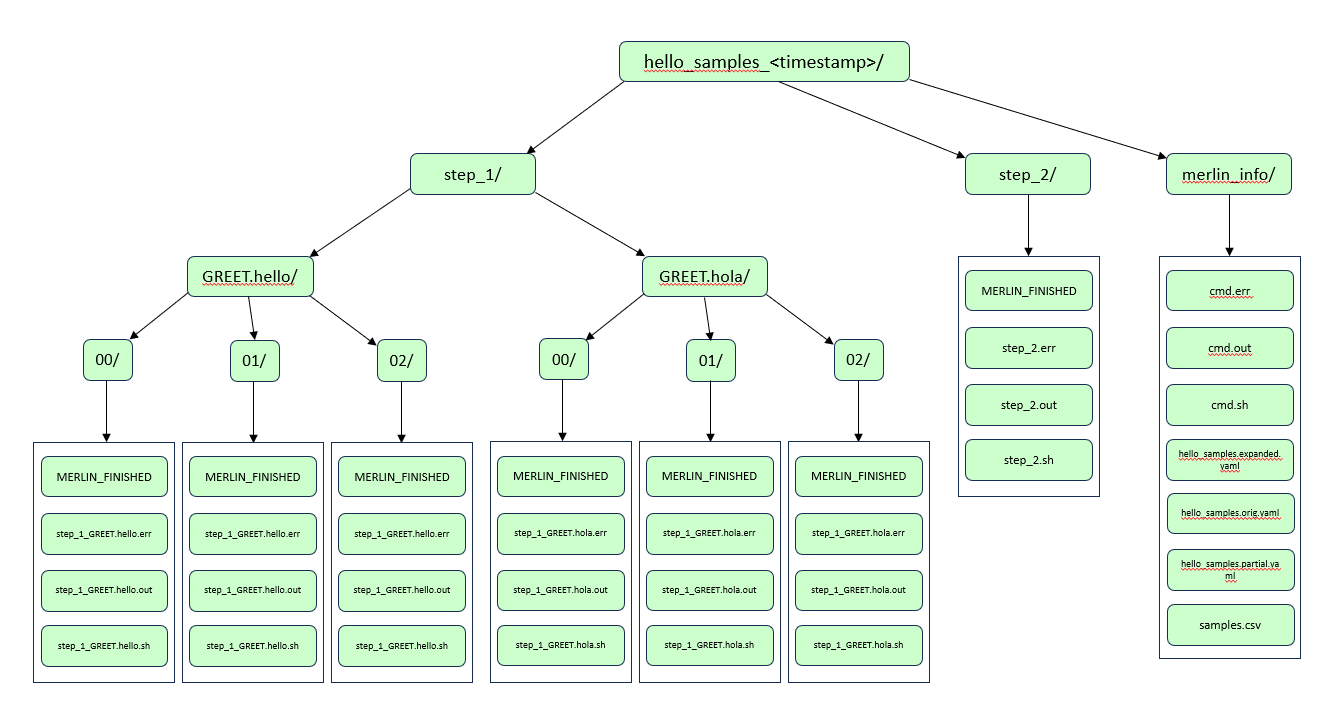 hello_samples_<timestamp>/
step_1/
step_2/
merlin_info/
GREET.hello/
GREET.hola/
00/
01/
02/
00/
01/
02/
MERLIN_FINISHED
step_1_GREET.hello.err
step_1_GREET.hello.out
step_1_GREET.hello.sh
MERLIN_FINISHED
step_1_GREET.hello.err
step_1_GREET.hello.out
step_1_GREET.hello.sh
MERLIN_FINISHED
step_1_GREET.hello.err
step_1_GREET.hello.out
step_1_GREET.hello.sh
MERLIN_FINISHED
step_1_GREET.hola.err
step_1_GREET.hola.out
step_1_GREET.hola.sh
MERLIN_FINISHED
step_1_GREET.hola.err
step_1_GREET.hola.out
step_1_GREET.hola.sh
MERLIN_FINISHED
step_1_GREET.hola.err
step_1_GREET.hola.out
step_1_GREET.hola.sh
MERLIN_FINISHED
step_2.err
step_2.out
step_2.sh
cmd.err
cmd.out
cmd.sh
hello_samples.expanded.
yaml
hello_samples.orig.yaml
hello_samples.partial.ya
ml
samples.csv